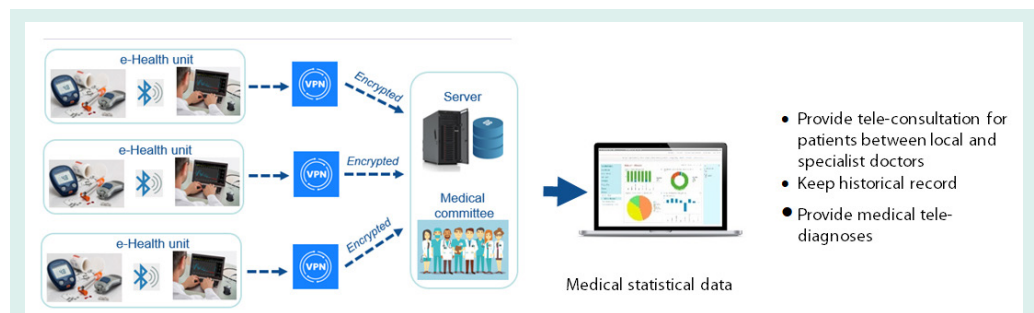 e-Health unit
VPN
Encrypted
e-Health unit
VPN
Encrypted
e-Health unit
VPN
Encrypted
Server
Medical
committee
Medical statistical data
• Provide tele-consultation for
patients between local and
specialist doctors
• Keep historical record
• Provide medical tele-
diagnoses